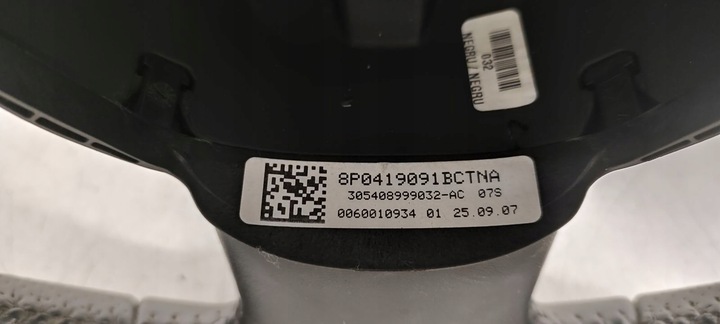 032
NEGRU/ NEGRU
8P0419091BCTNA
305408999032-AC 07S
0060010934 01 25.09.07